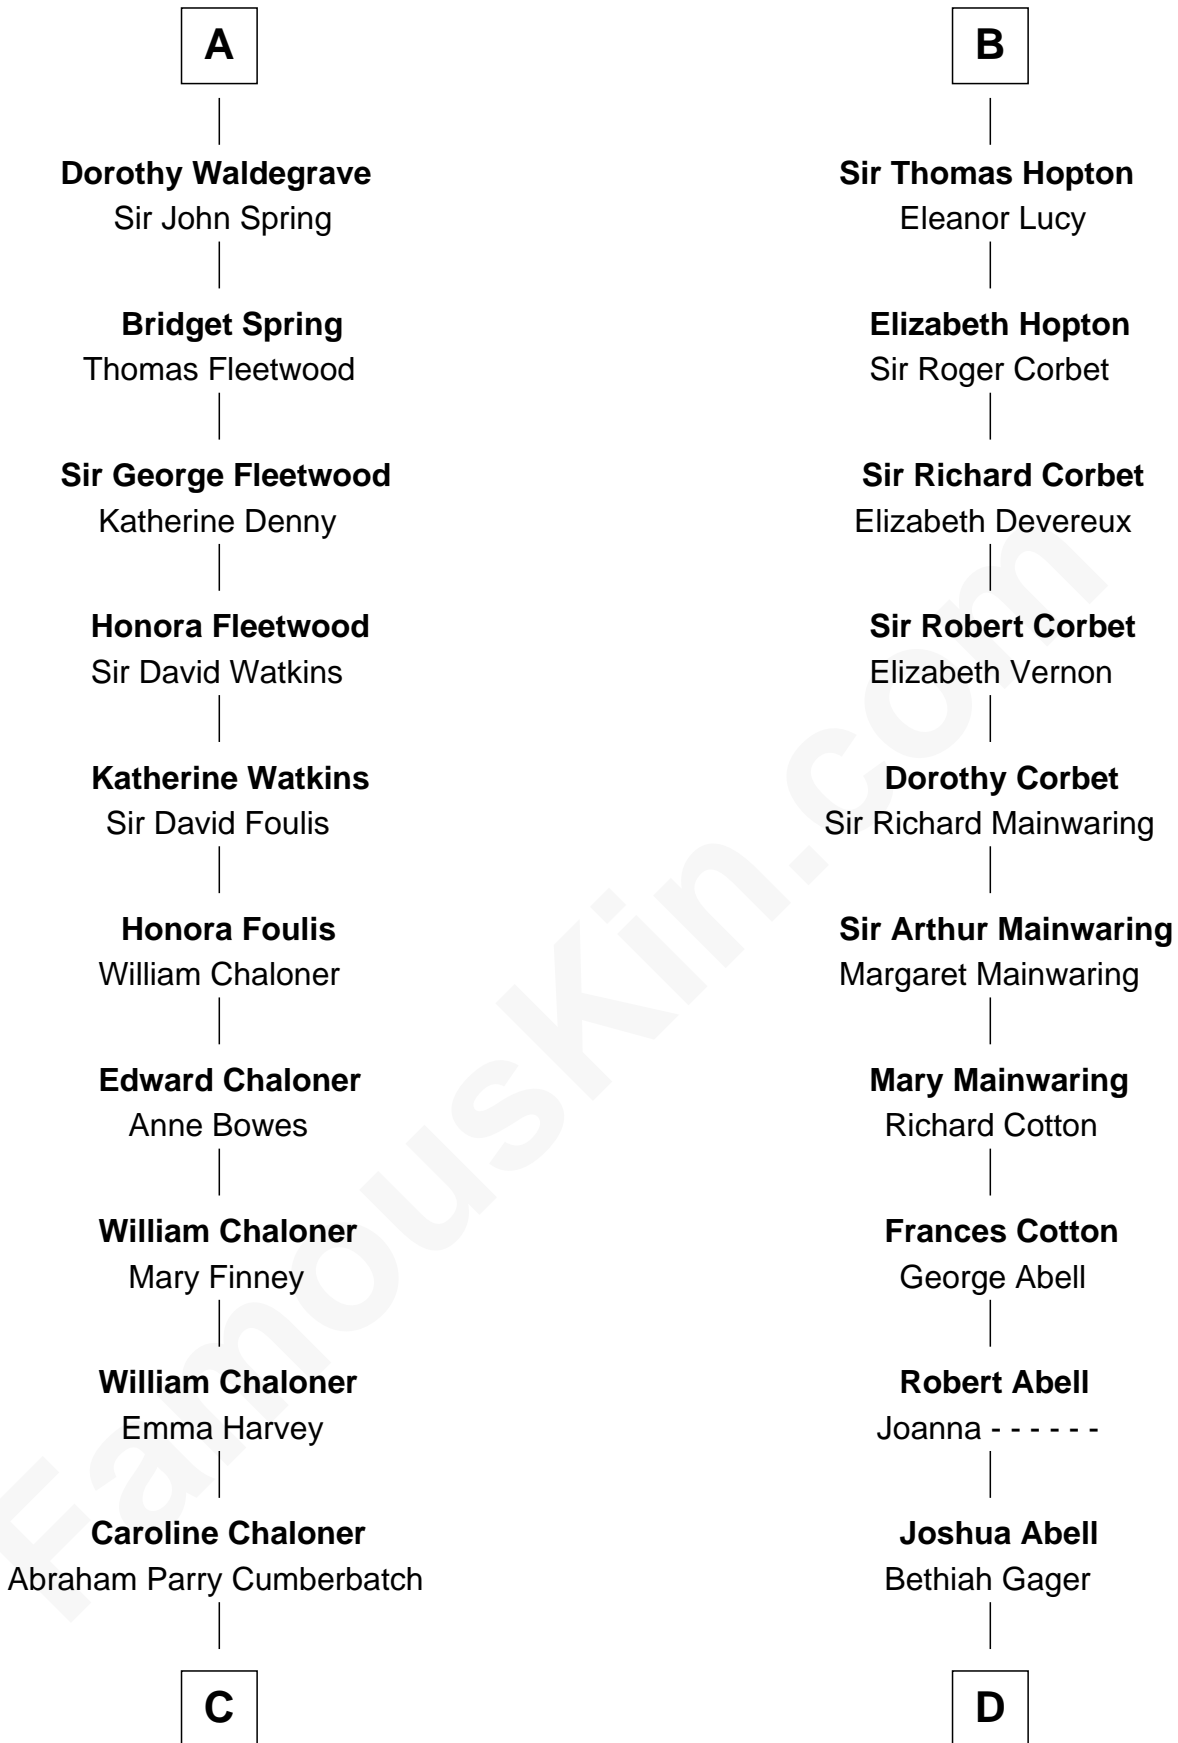 A
Dorothy Waldegrave
Sir John Spring
Bridget Spring
Thomas Fleetwood
Sir George Fleetwood
Katherine Denny
Honora Fleetwood
Sir David Watkins
Katherine Watkins
Sir David Foulis
Honora Foulis
William Chaloner
Edward Chaloner
Anne Bowes
William Chaloner
Mary Finney
William Chaloner
Emma Harvey
Caroline Chaloner
Abraham Parry Cumberbatch
C
B
Sir Thomas Hopton
Eleanor Lucy
Elizabeth Hopton
Sir Roger Corbet
Sir Richard Corbet
Elizabeth Devereux
Sir Robert Corbet
Elizabeth Vernon
Dorothy Corbet
Sir Richard Mainwaring
Sir Arthur Mainwaring
Margaret Mainwaring
Mary Mainwaring
Richard Cotton
Frances Cotton
George Abell
Robert Abell
Joanna - - - - - -
Joshua Abell
Bethiah Gager
D
FamousKin.com